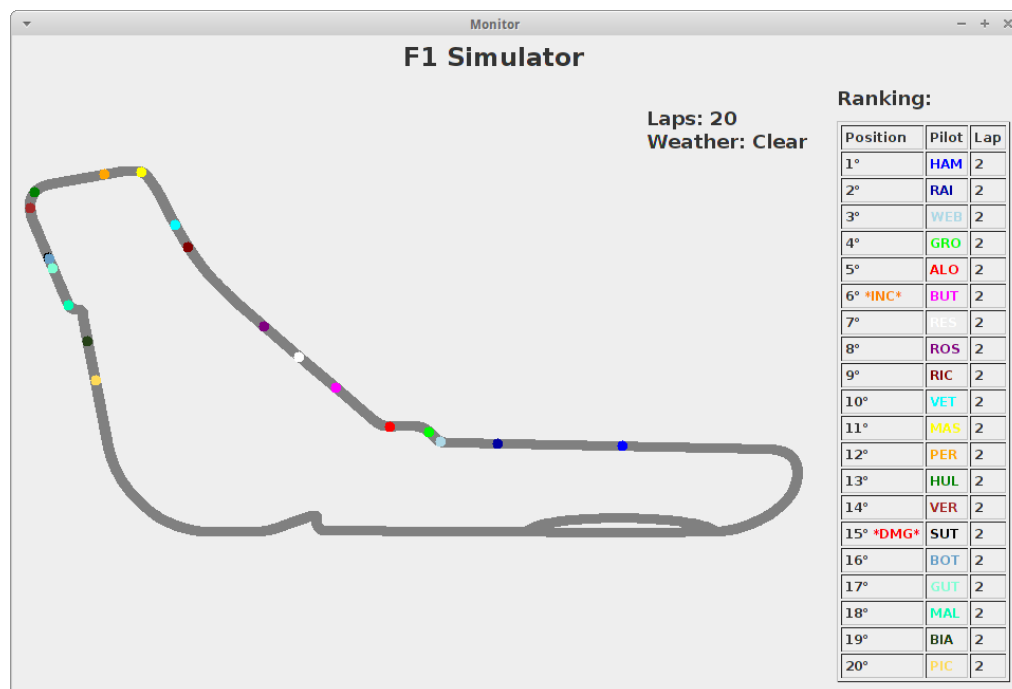 Monitor
F1 Simulator
Laps: 20
Weather: Clear
Ranking:
Position Pilot Lap
1° HAM 2
2° RAI 2
3° WEB 2
4° GRO 2
5° ALO 2
6° *INC* BUT 2
7° RES 2
8° ROS 2
9° RIC 2
10° VET 2
11° MAS 2
12° PER 2
13° HUL 2
14° VER 2
15° *DMG* SUT 2
16° BOT 2
17° GUT 2
18° MAL 2
19° BIA 2
20° PIC 2